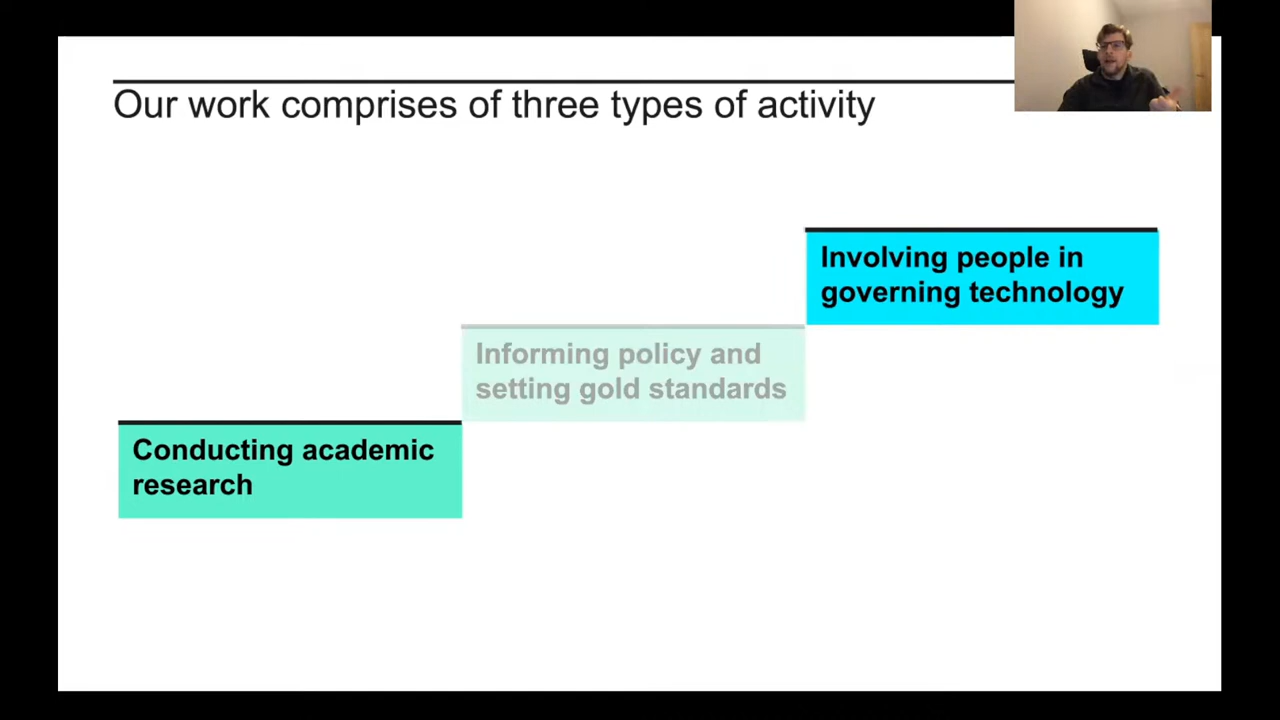 Our work comprises of three types of activity
Involving people in
governing technology
Informing policy and
setting gold standards
Conducting academic
research